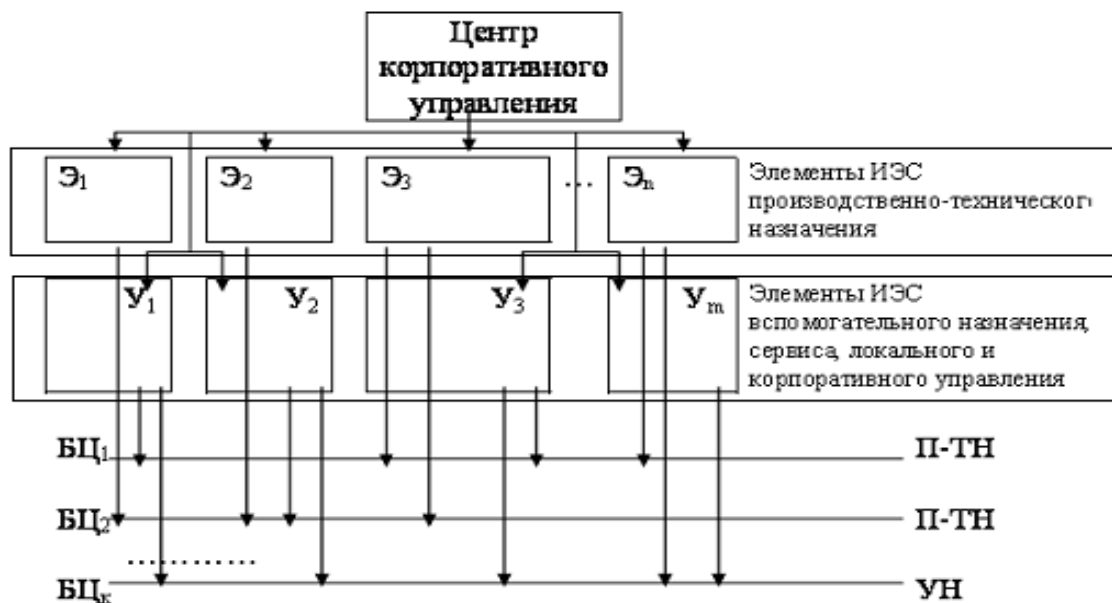 Центр
корпоративного
управления
Э1 Э2 Э3 ... Эn
Элементы ИЭС
производственно-техническог
назначения
У1 У2 У3 Уm
Элементы ИЭС
вспомогательного назначения,
сервиса, локального и
корпоративного управления
БЦ1 П-ТН
БЦ2 П-ТН
............
БЦк УН